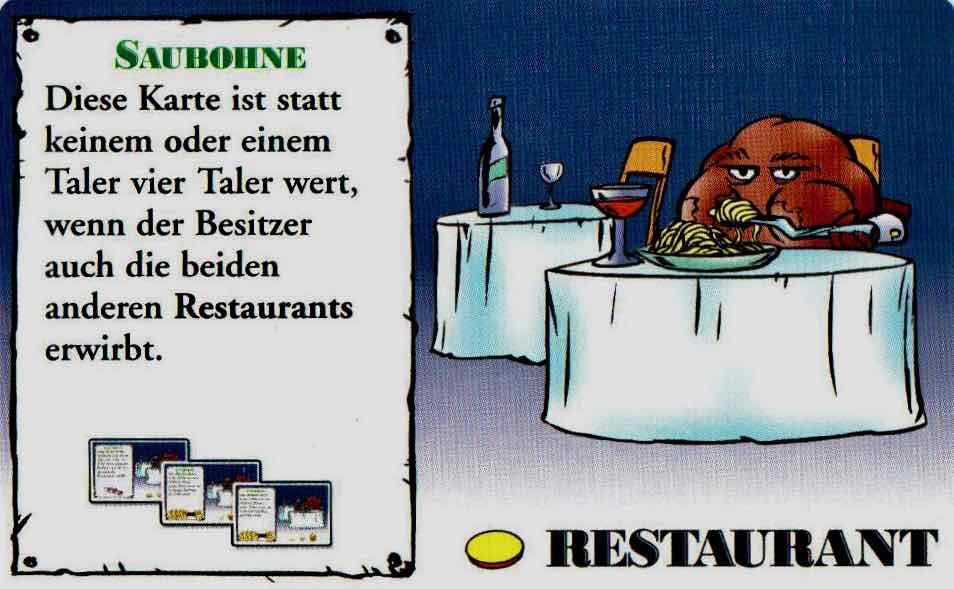 SAUBOHNE
Diese Karte ist statt
keinem oder einem
Taler vier Taler wert,
wenn der Besitzer
auch die beiden
anderen Restaurants
erwirbt.
RESTAURANT